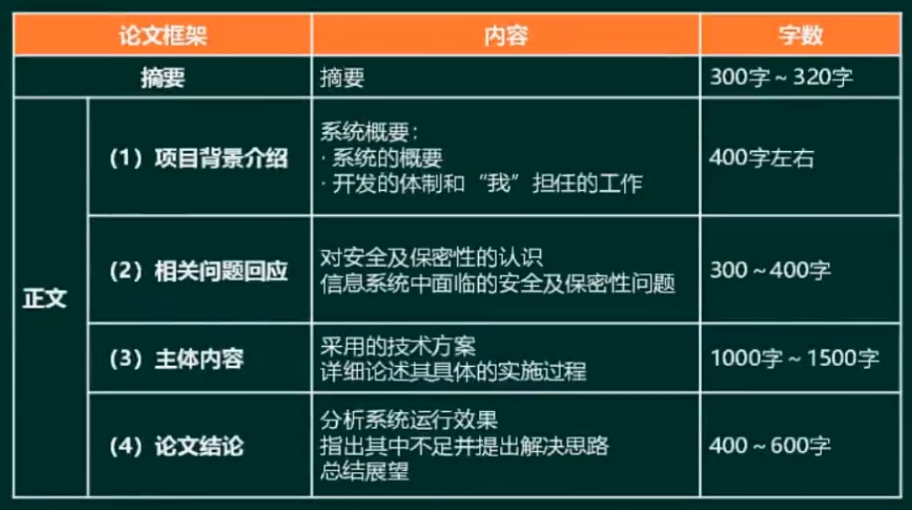 论文框架 内容 字数
摘要 摘要 300字～320字
正文
（1）项目背景介绍
系统概要：
·系统的概要
·开发的体制和“我”担任的工作
400字左右
（2）相关问题回应
对安全及保密性的认识
信息系统中面临的安全及保密性问题
300～400字
（3）主体内容
采用的技术方案
详细论述其具体的实施过程
1000字～1500字
（4）论文结论
分析系统运行效果
指出其中不足并提出解决思路
总结展望
400～600字